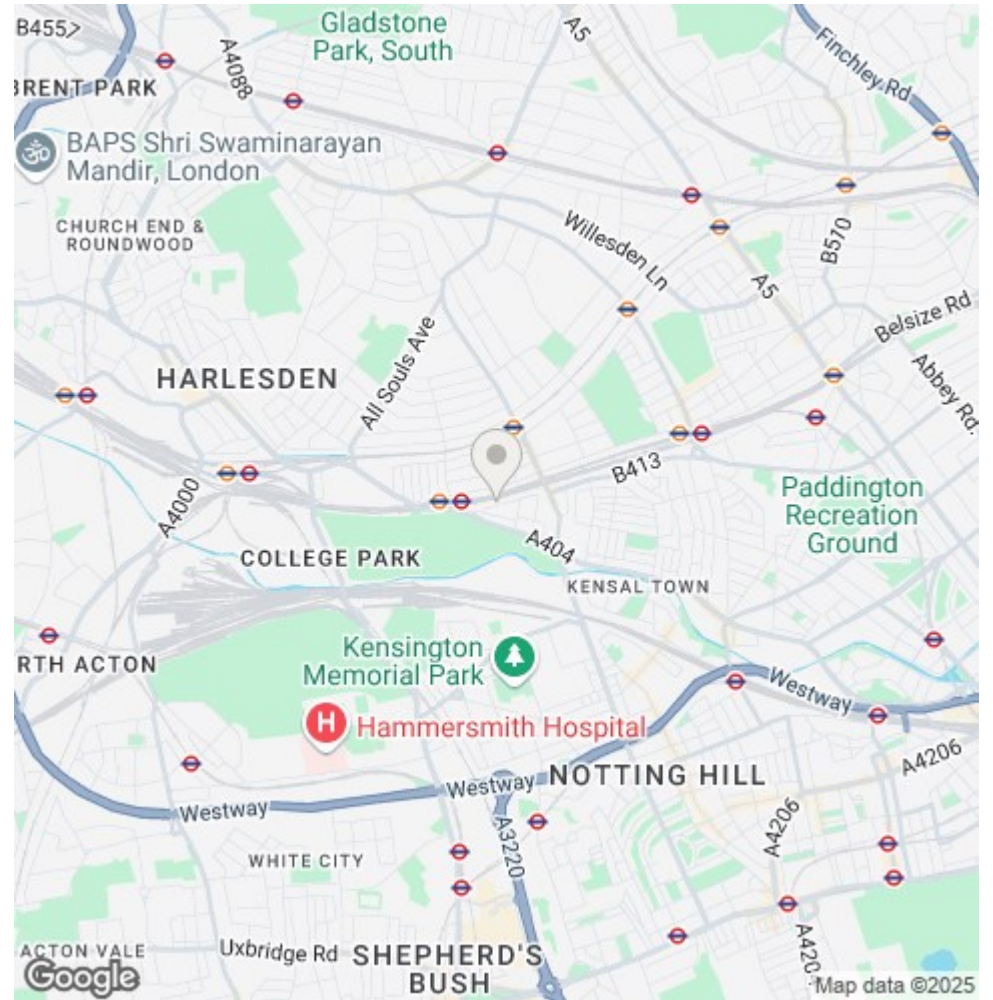 B455
Gladstone
Park, South
A4088
A5
Finchley Rd
BRENT PARK
BAPS Shri Swaminarayan
Mandir, London
CHURCH END &
ROUNDWOOD
Willesden Ln
B510
A5
Belsize Rd
Abbey Rd.
All Souls Ave
HARLESDEN
B413
A4000
Paddington
Recreation
Ground
A404
COLLEGE PARK
KENSAL TOWN
Kensington
Memorial Park
RTH ACTON
Westway
H
Hammersmith Hospital
Westway
NOTTING HILL
A4206
Westway
A3220
A4206
WHITE CITY
ACTON VALE
Uxbridge Rd
SHEPHERD'S
BUSH
A420
Google
Map data ©2025